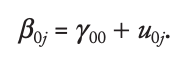 β₀ⱼ = γ₀₀ + u₀ⱼ.